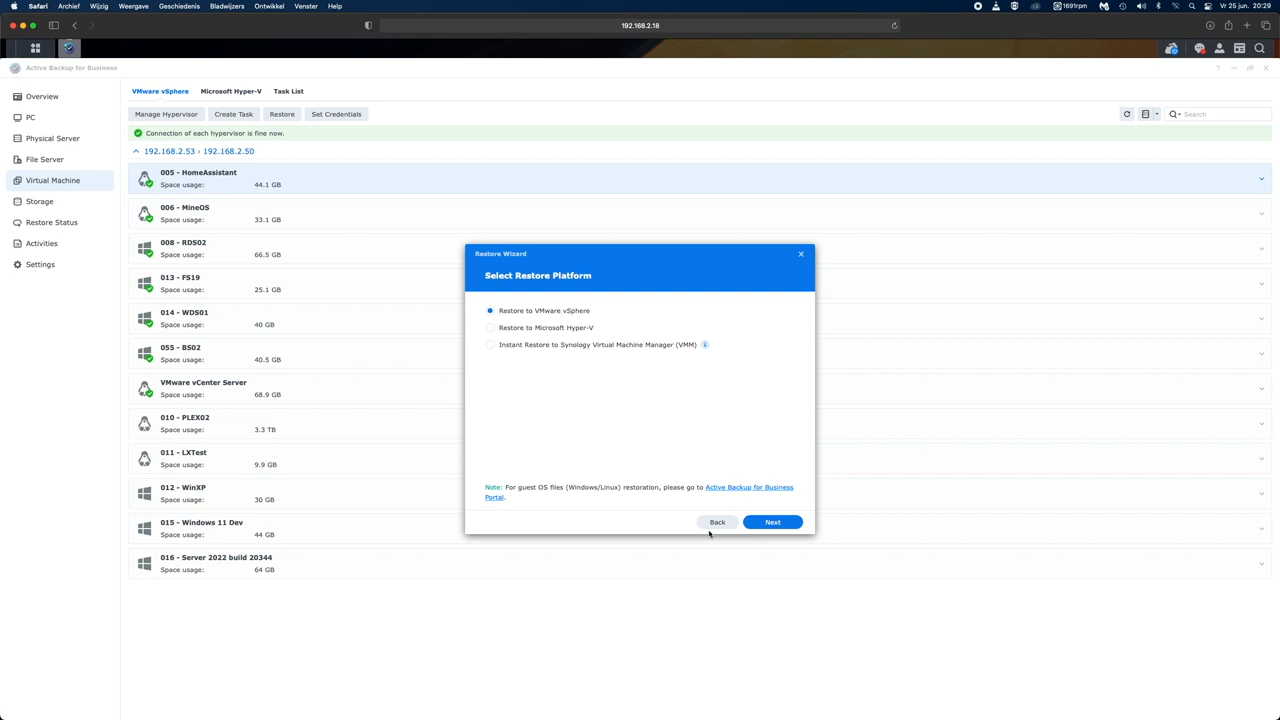 Safari Archief Wijzig Weergave Geschiedenis Bladwijzers Ontwikkel Venster Help 1691rpm Vr 25 jun. 20:29
192.168.2.18
Active Backup for Business
Overview
PC
Physical Server
File Server
Virtual Machine
Storage
Restore Status
Activities
Settings
VMware vSphere Microsoft Hyper-V Task List
Manage Hypervisor Create Task Restore Set Credentials Search
Connection of each hypervisor is fine now.
192.168.2.53 › 192.168.2.50
005 - HomeAssistant
Space usage: 44.1 GB
006 - MineOS
Space usage: 33.1 GB
008 - RDS02
Space usage: 66.5 GB
013 - FS19
Space usage: 25.1 GB
014 - WDS01
Space usage: 40 GB
055 - BS02
Space usage: 40.5 GB
VMware vCenter Server
Space usage: 68.9 GB
010 - PLEX02
Space usage: 3.3 TB
011 - LXTest
Space usage: 9.9 GB
012 - WinXP
Space usage: 30 GB
015 - Windows 11 Dev
Space usage: 44 GB
016 - Server 2022 build 20344
Space usage: 64 GB
Restore Wizard
Select Restore Platform
Restore to VMware vSphere
Restore to Microsoft Hyper-V
Instant Restore to Synology Virtual Machine Manager (VMM)
Note: For guest OS files (Windows/Linux) restoration, please go to Active Backup for Business
Portal.
Back Next